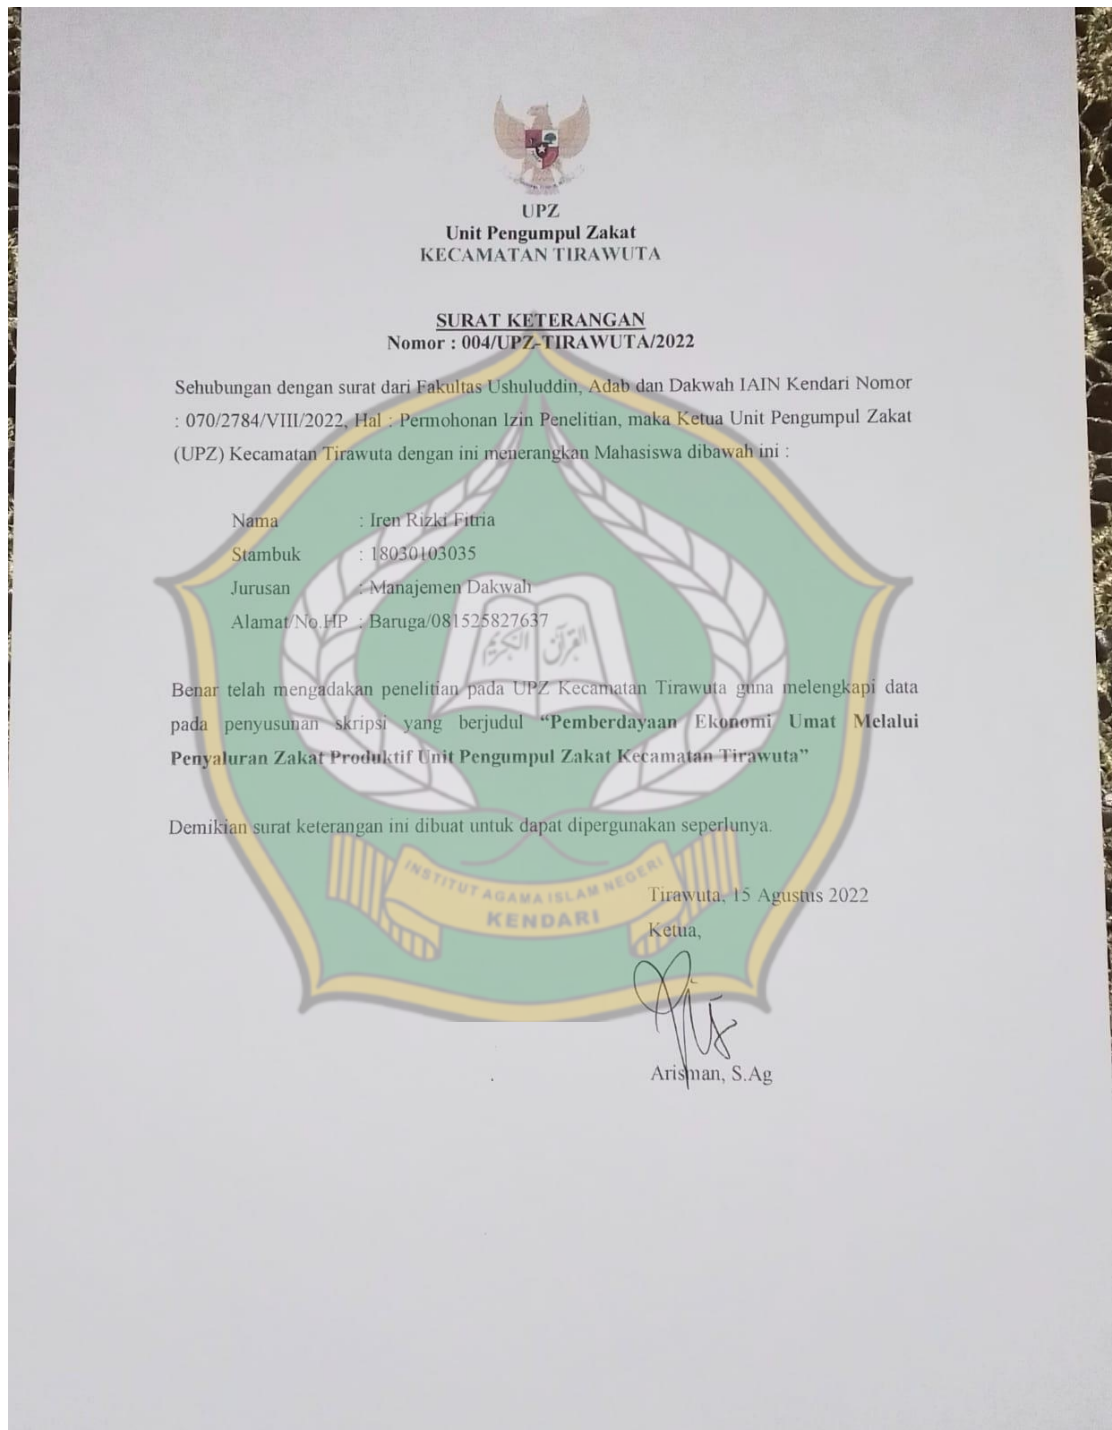 UPZ
Unit Pengumpul Zakat
KECAMATAN TIRAWUTA
SURAT KETERANGAN
Nomor : 004/UPZ-TIRAWUTA/2022
Sehubungan dengan surat dari Fakultas Ushuluddin, Adab dan Dakwah IAIN Kendari Nomor
: 070/2784/VIII/2022, Hal : Permohonan Izin Penelitian, maka Ketua Unit Pengumpul Zakat
(UPZ) Kecamatan Tirawuta dengan ini menerangkan Mahasiswa dibawah ini :
Nama : Iren Rizki Fitria
Stambuk : 18030103035
Jurusan : Manajemen Dakwah
Alamat/No.HP : Baruga/081525827637
القرآن الكريم
Benar telah mengadakan penelitian pada UPZ Kecamatan Tirawuta guna melengkapi data
pada penyusunan skripsi yang berjudul “Pemberdayaan Ekonomi Umat Melalui
Penyaluran Zakat Produktif Unit Pengumpul Zakat Kecamatan Tirawuta”
Demikian surat keterangan ini dibuat untuk dapat dipergunakan seperlunya.
INSTITUT AGAMA ISLAM NEGERI
KENDARI
Tirawuta, 15 Agustus 2022
Ketua,
Arisman, S.Ag